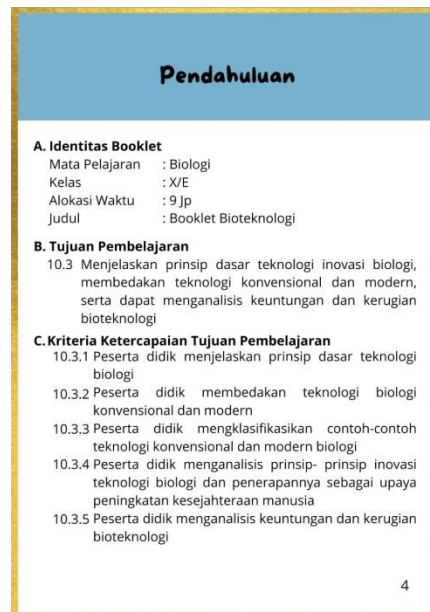 Pendahuluan
A. Identitas Booklet
Mata Pelajaran : Biologi
Kelas : X/E
Alokasi Waktu : 9 Jp
Judul : Booklet Bioteknologi
B. Tujuan Pembelajaran
10.3 Menjelaskan prinsip dasar teknologi inovasi biologi,
membedakan teknologi konvensional dan modern,
serta dapat menganalisis keuntungan dan kerugian
bioteknologi
C. Kriteria Ketercapaian Tujuan Pembelajaran
10.3.1 Peserta didik menjelaskan prinsip dasar teknologi
biologi
10.3.2 Peserta didik membedakan teknologi biologi
konvensional dan modern
10.3.3 Peserta didik mengklasifikasikan contoh-contoh
teknologi konvensional dan modern biologi
10.3.4 Peserta didik menganalisis prinsip- prinsip inovasi
teknologi biologi dan penerapannya sebagai upaya
peningkatan kesejahteraan manusia
10.3.5 Peserta didik menganalisis keuntungan dan kerugian
bioteknologi
4